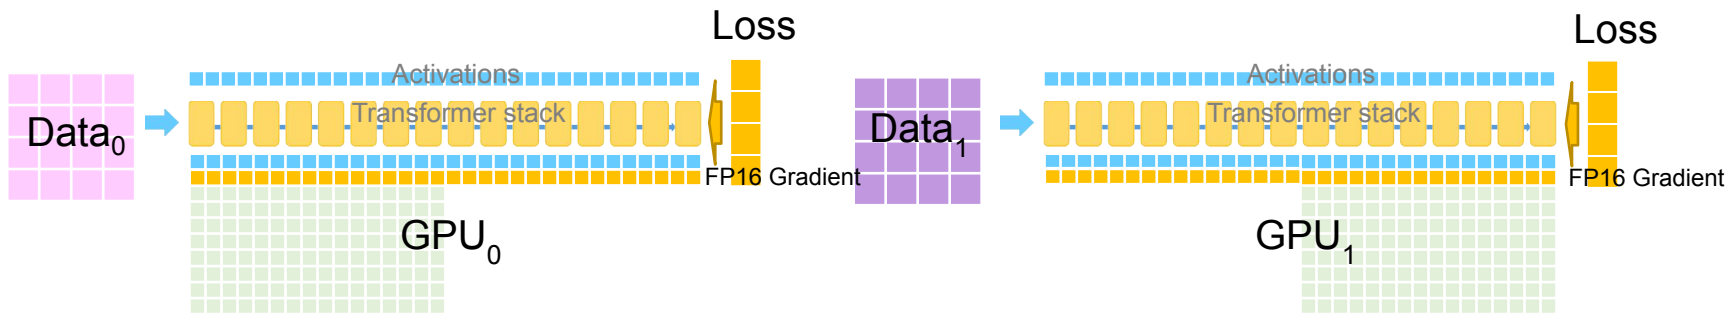 Loss
Activations
Transformer stack
Data0
FP16 Gradient
GPU0
Loss
Activations
Transformer stack
Data1
FP16 Gradient
GPU1